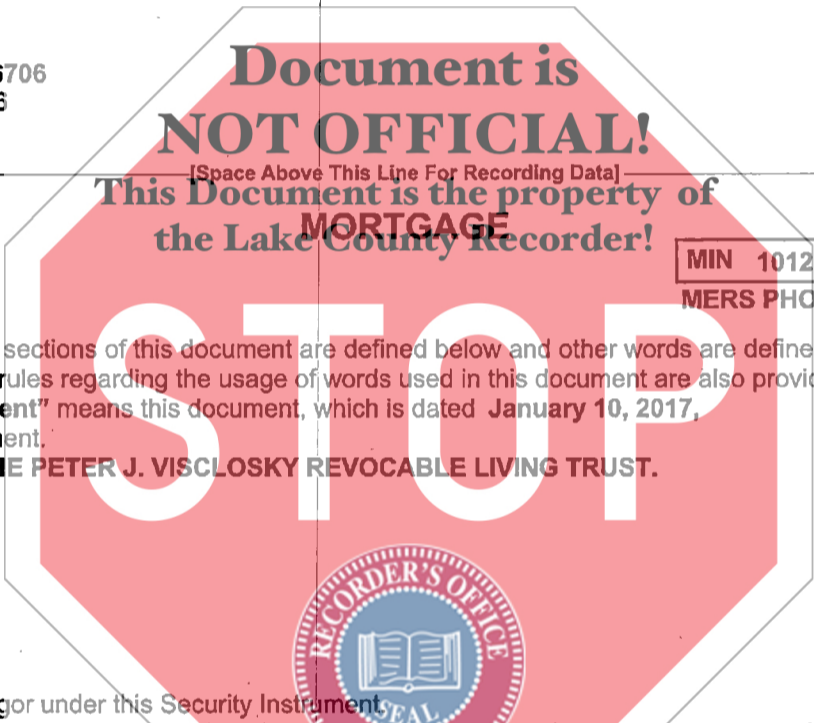 6706
6
Document is
NOT OFFICIAL!
[Space Above This Line For Recording Data]
This Document is the property of
MORTGAGE
the Lake County Recorder!
MIN 1012
MERS PHO
STOP
sections of this document are defined below and other words are define
rules regarding the usage of words used in this document are also provid
ent" means this document, which is dated January 10, 2017,
ent.
E PETER J. VISCLOSKY REVOCABLE LIVING TRUST.
RECORDER'S OFFICE
SEAL
gor under this Security Instrument.